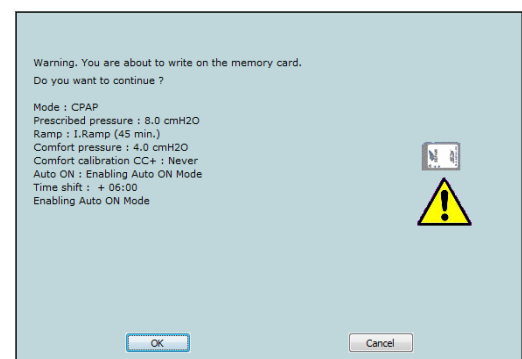 Warning. You are about to write on the memory card.
Do you want to continue ?
Mode : CPAP
Prescribed pressure : 8.0 cmH2O
Ramp : I.Ramp (45 min.)
Comfort pressure : 4.0 cmH2O
Comfort calibration CC+ : Never
Auto ON : Enabling Auto ON Mode
Time shift :  + 06:00
Enabling Auto ON Mode
OK
Cancel